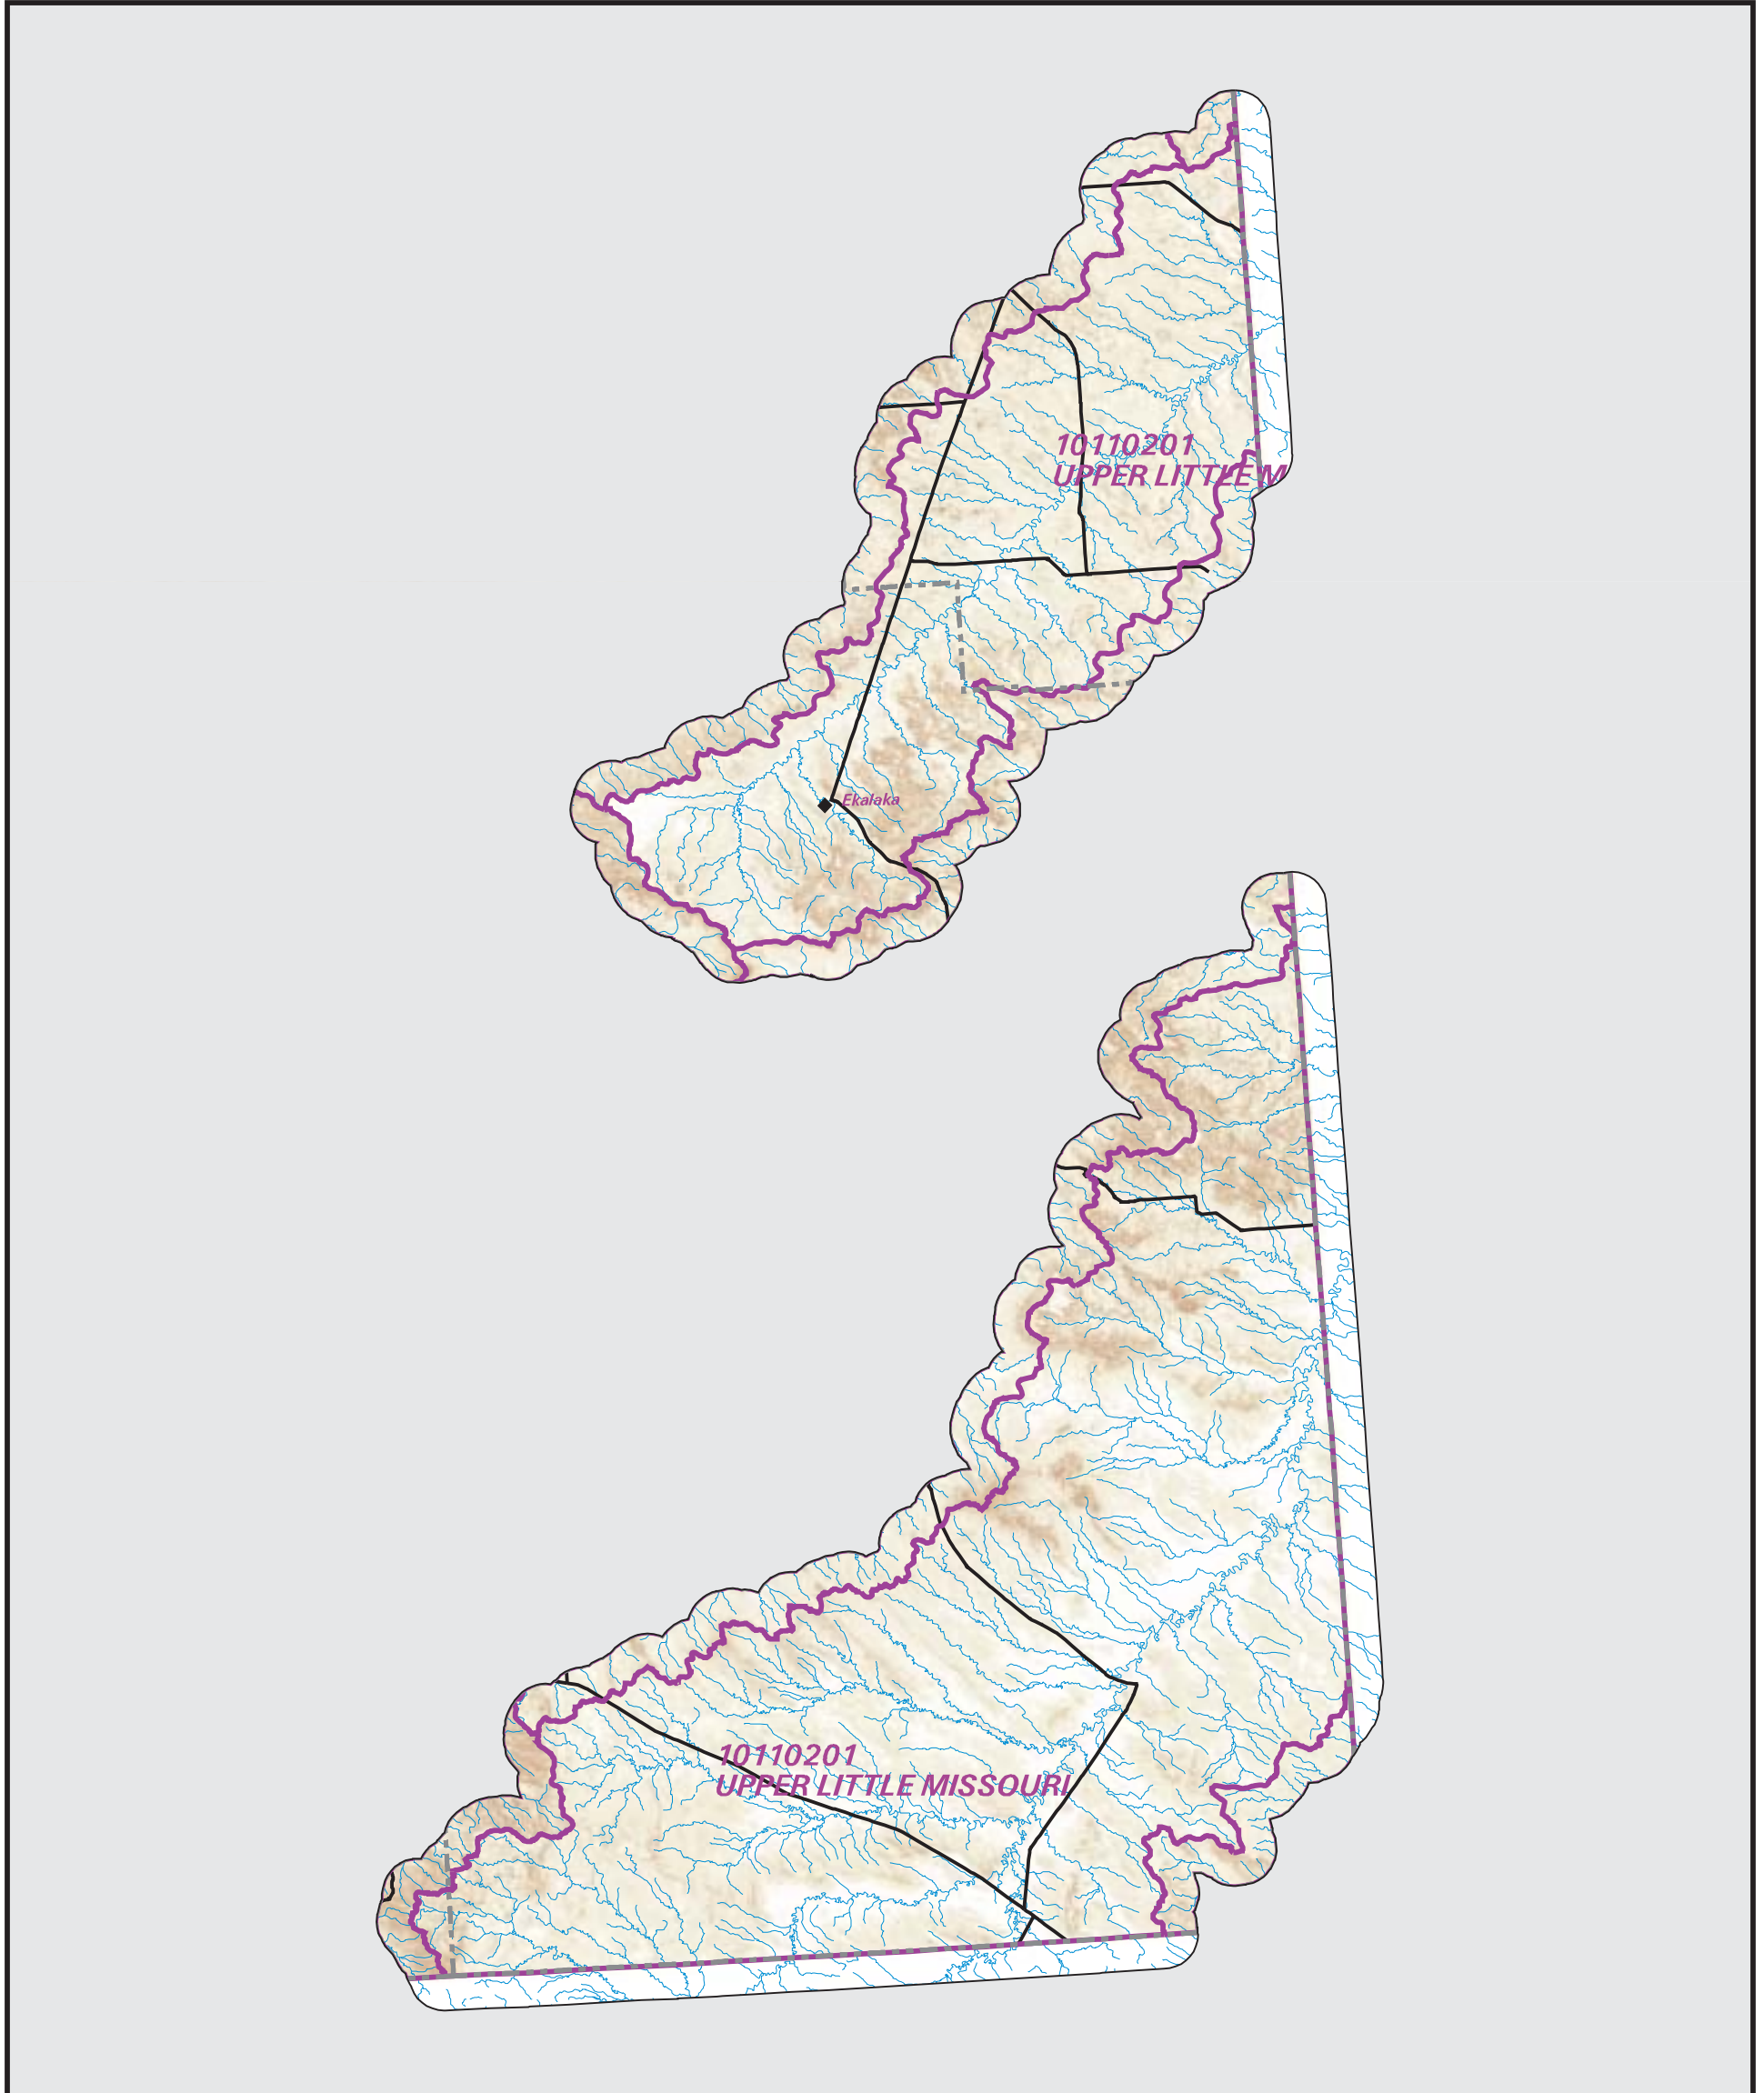 10110201
UPPER LITTLE M
Ekalaka
10110201
UPPER LITTLE MISSOURI